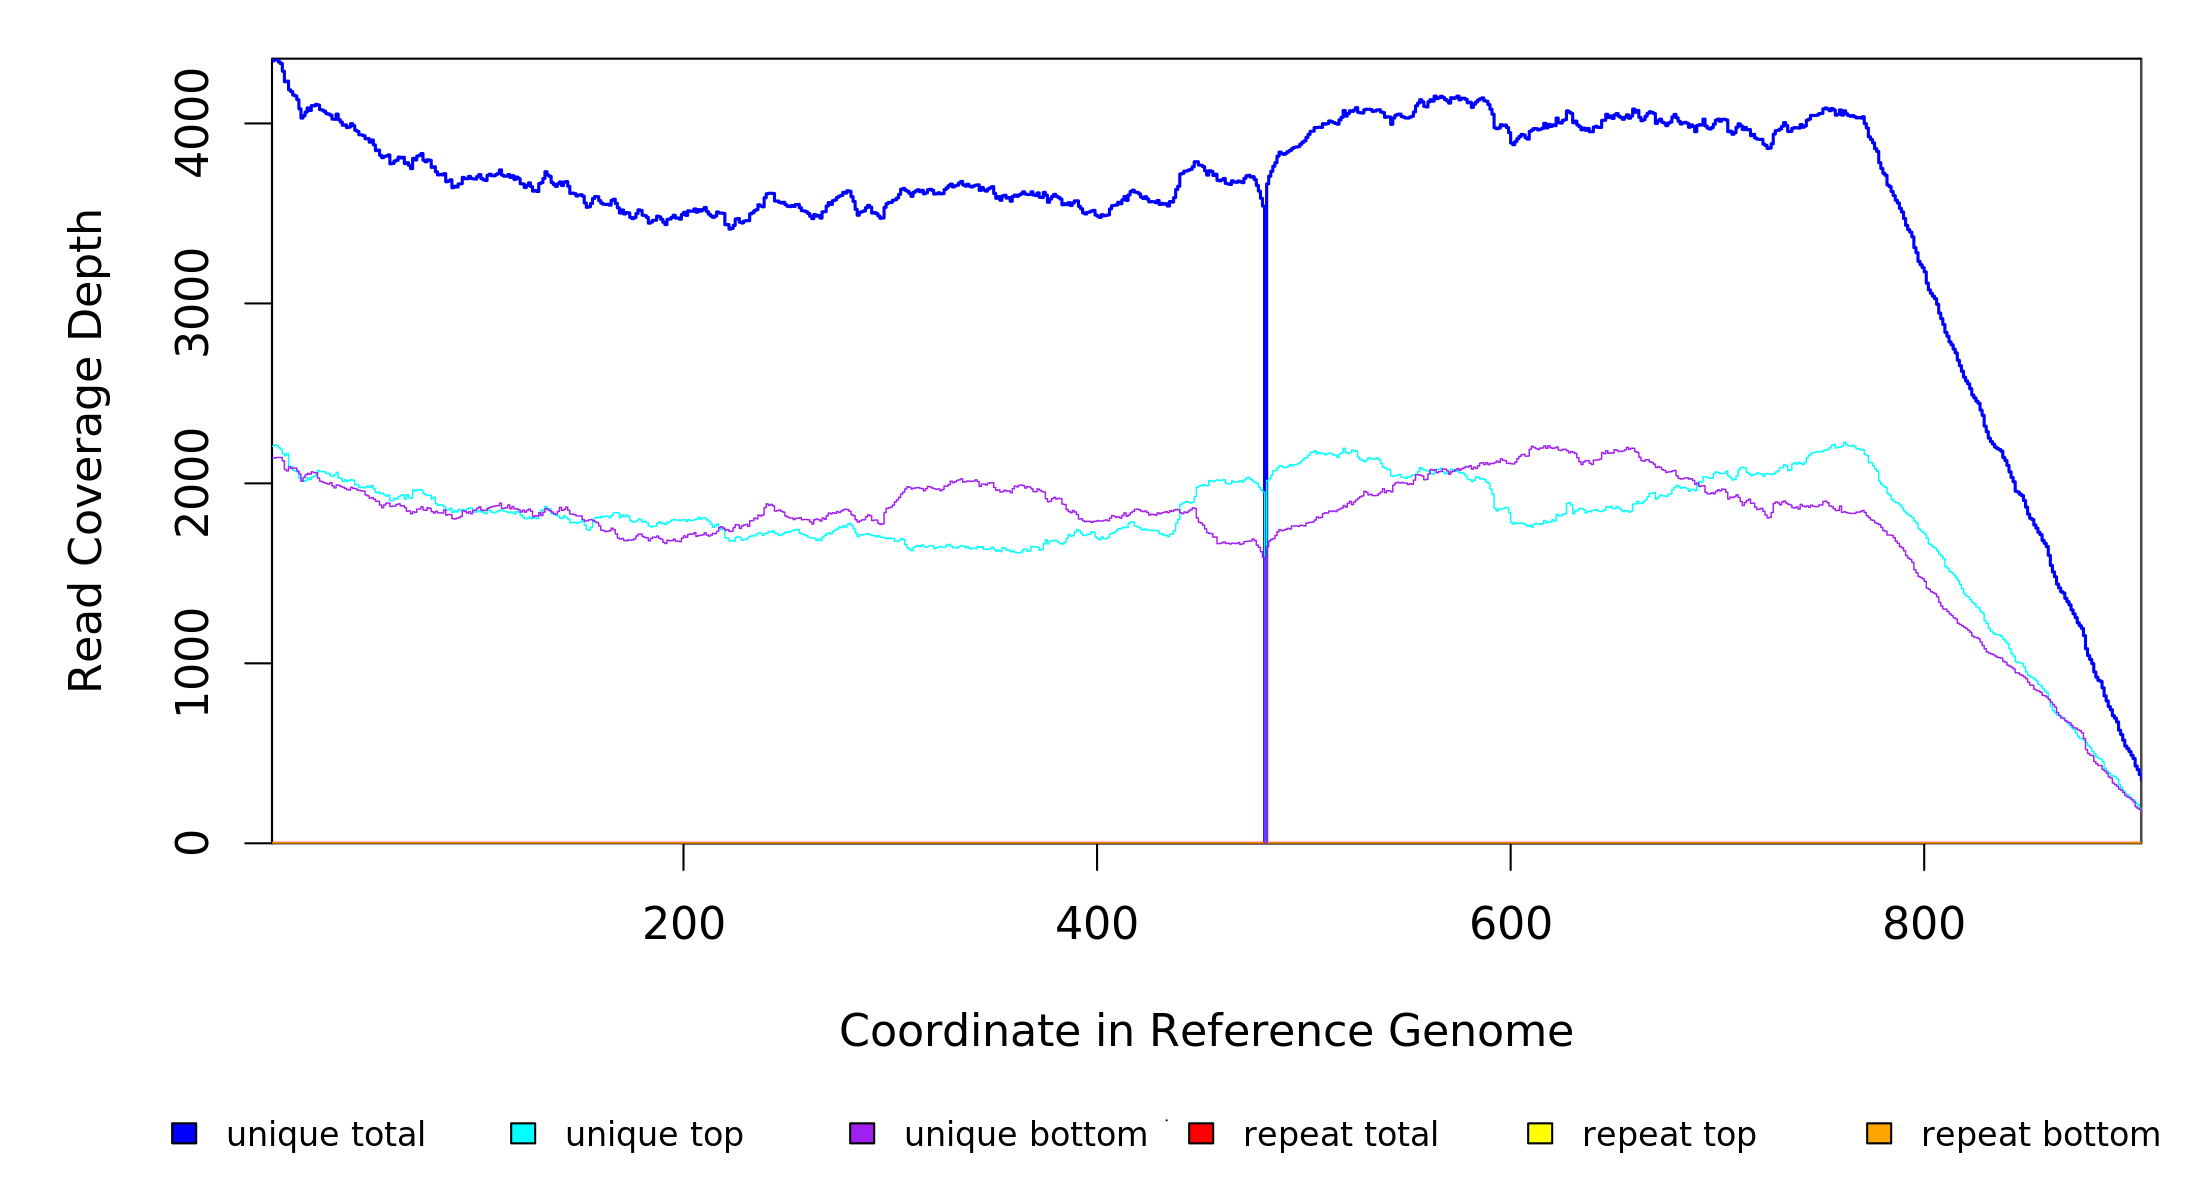 Read Coverage Depth
4000
3000
2000
1000
0
200 400 600 800
Coordinate in Reference Genome
unique total unique top unique bottom repeat total repeat top repeat bottom